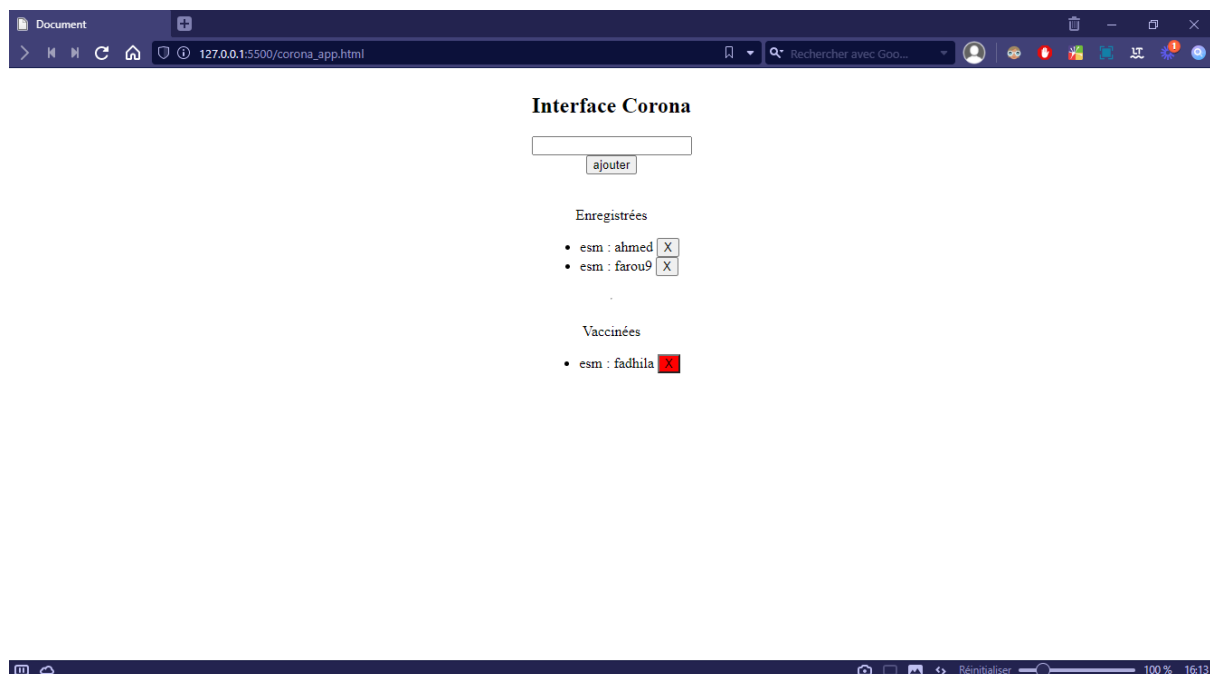 Document
127.0.0.1:5500/corona_app.html
Rechercher avec Goo...
1
Interface Corona
ajouter
Enregistrées
esm : ahmed X
esm : farou9 X
Vaccinées
esm : fadhila X
Réinitialiser 100 % 16:13